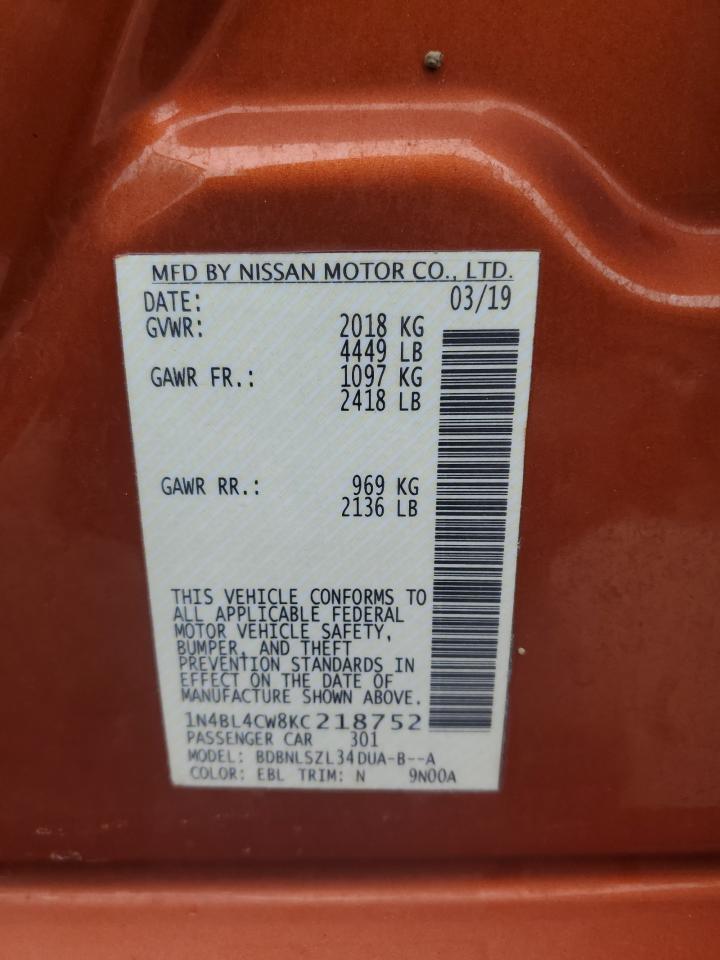 MFD BY NISSAN MOTOR CO., LTD.
DATE: 03/19
GVWR: 2018 KG
4449 LB
GAWR FR.: 1097 KG
2418 LB
GAWR RR.: 969 KG
2136 LB
THIS VEHICLE CONFORMS TO
ALL APPLICABLE FEDERAL
MOTOR VEHICLE SAFETY,
BUMPER, AND THEFT
PREVENTION STANDARDS IN
EFFECT ON THE DATE OF
MANUFACTURE SHOWN ABOVE.
1N4BL4CW8KC218752
PASSENGER CAR 301
MODEL: BDBNLSZL34DUA-B--A
COLOR: EBL TRIM: N 9N00A